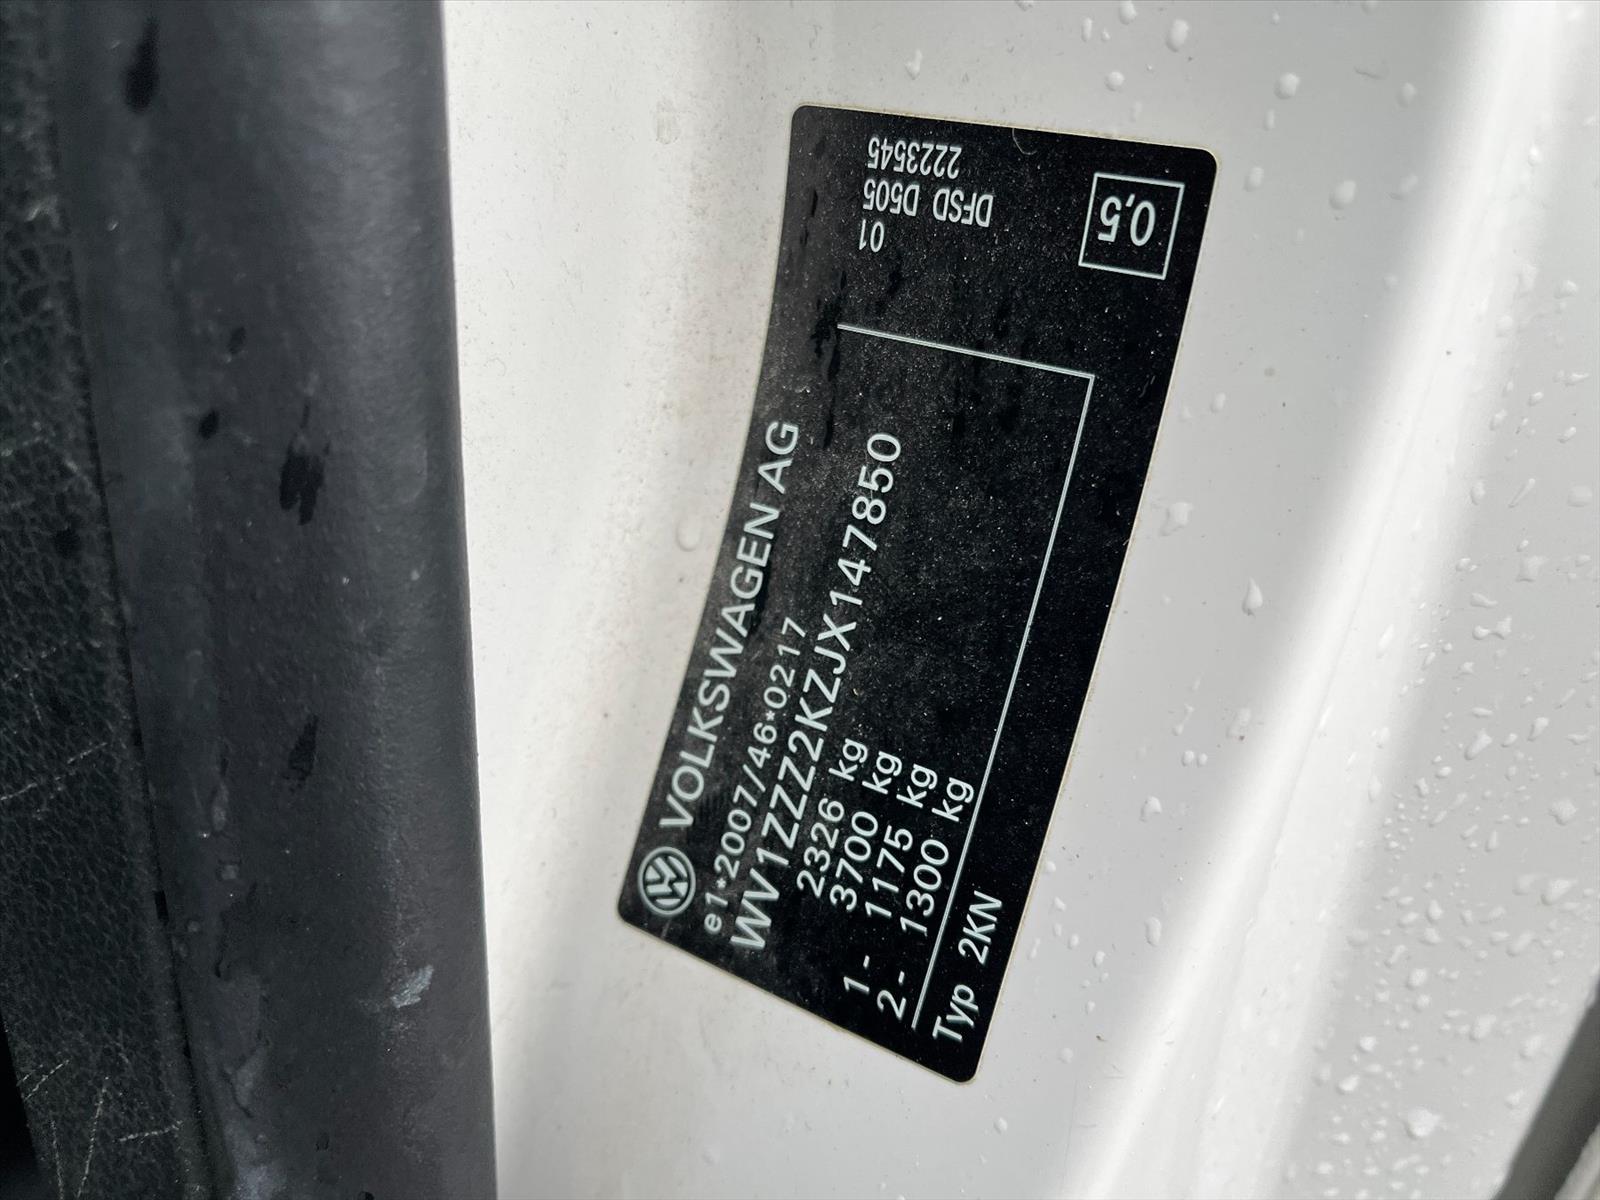 VOLKSWAGEN AG
e1*2007/46*0217
WV1ZZZ2KZJX147850
2326 kg
3700 kg
1- 1175 kg
2- 1300 kg
Typ 2KN
01 D505 2223545
DFSD
0,5